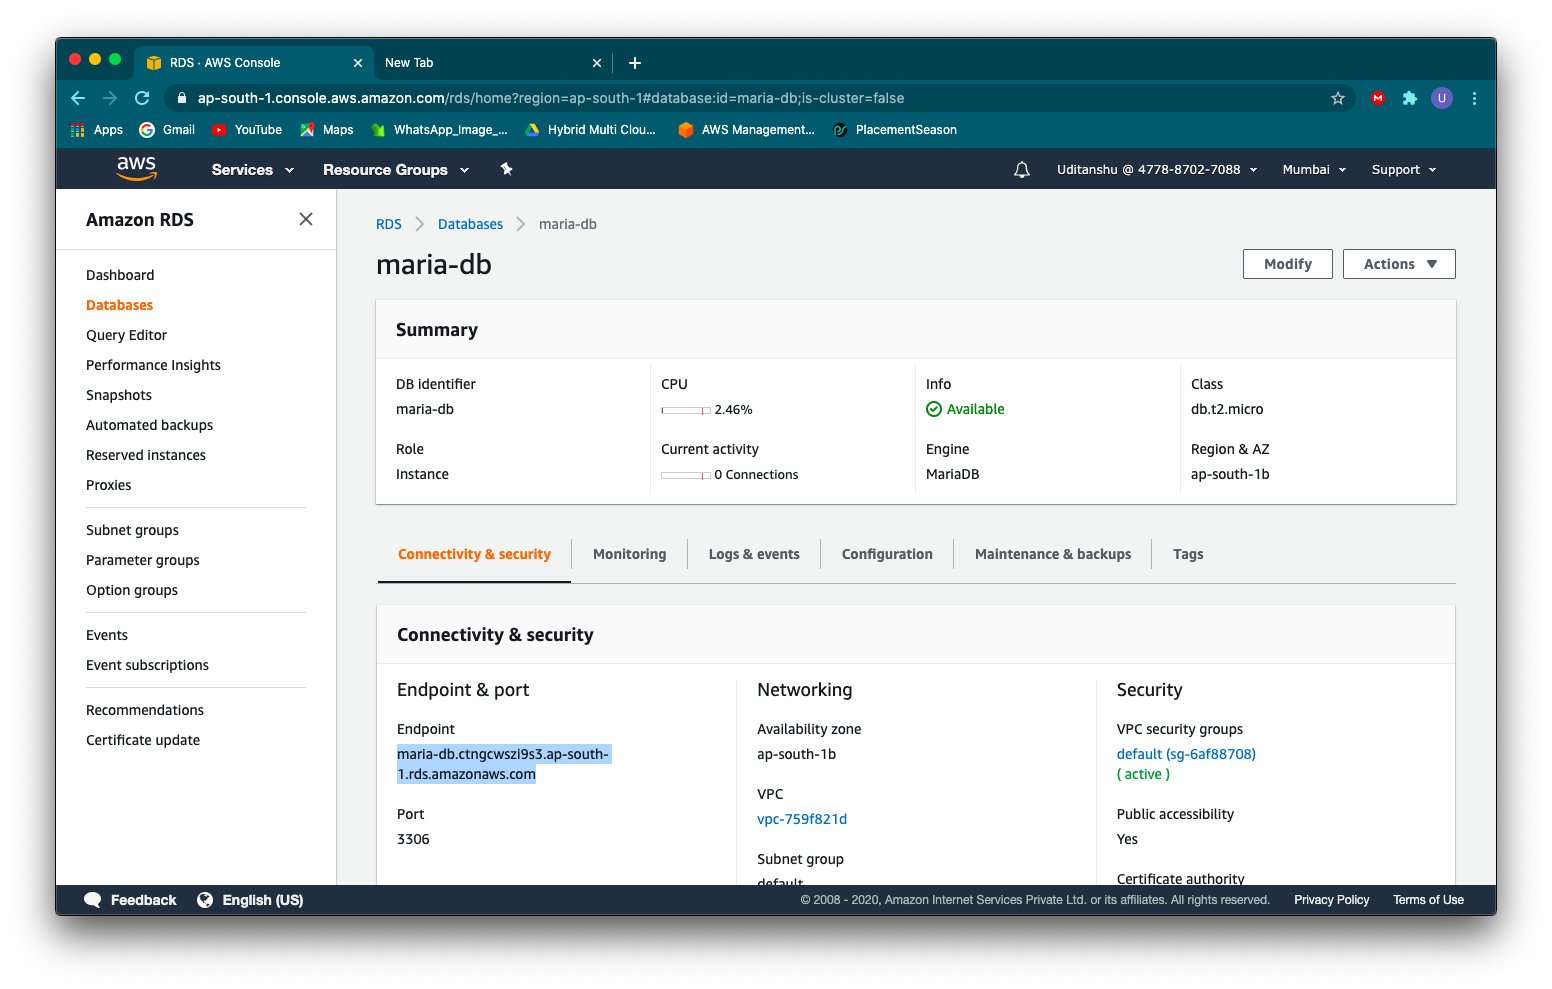 RDS · AWS Console
New Tab
ap-south-1.console.aws.amazon.com/rds/home?region=ap-south-1#database:id=maria-db;is-cluster=false
M
U
Apps
Gmail
YouTube
Maps
WhatsApp_Image_...
Hybrid Multi Clou...
AWS Management...
PlacementSeason
aws
Services
Resource Groups
Uditanshu @ 4778-8702-7088
Mumbai
Support
Amazon RDS
Dashboard
Databases
Query Editor
Performance Insights
Snapshots
Automated backups
Reserved instances
Proxies
Subnet groups
Parameter groups
Option groups
Events
Event subscriptions
Recommendations
Certificate update
RDS
Databases
maria-db
maria-db
Modify
Actions
Summary
DB identifier
maria-db
CPU
2.46%
Info
Available
Class
db.t2.micro
Role
Instance
Current activity
0 Connections
Engine
MariaDB
Region & AZ
ap-south-1b
Connectivity & security
Monitoring
Logs & events
Configuration
Maintenance & backups
Tags
Connectivity & security
Endpoint & port
Endpoint
maria-db.ctngcwszi9s3.ap-south-
1.rds.amazonaws.com
Port
3306
Networking
Availability zone
ap-south-1b
VPC
vpc-759f821d
Subnet group
default
Security
VPC security groups
default (sg-6af88708)
( active )
Public accessibility
Yes
Certificate authority
Feedback
English (US)
© 2008 - 2020, Amazon Internet Services Private Ltd. or its affiliates. All rights reserved.
Privacy Policy
Terms of Use